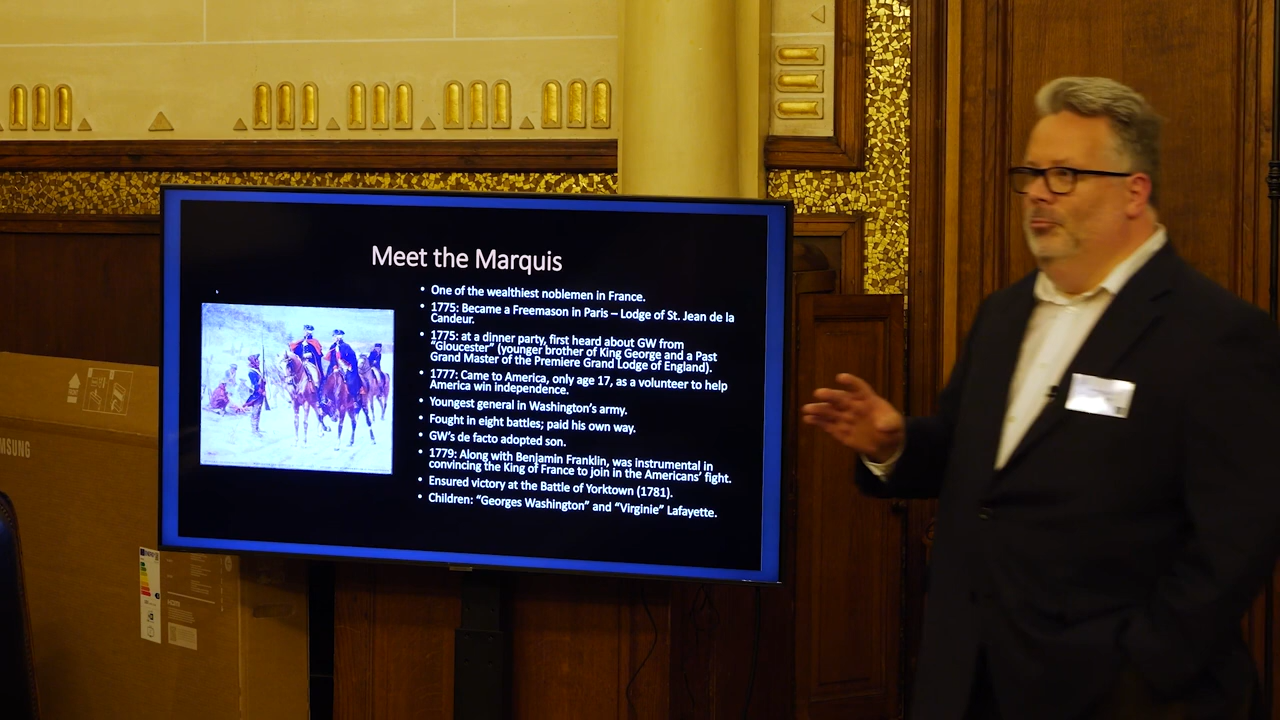 Meet the Marquis
• One of the wealthiest noblemen in France.
• 1775: Became a Freemason in Paris – Lodge of St. Jean de la
Candeur.
• 1775: at a dinner party, first heard about GW from
"Gloucester" (younger brother of King George and a Past
Grand Master of the Premiere Grand Lodge of England).
• 1777: Came to America, only age 17, as a volunteer to help
America win independence.
• Youngest general in Washington's army.
• Fought in eight battles; paid his own way.
• GW's de facto adopted son.
• 1779: Along with Benjamin Franklin, was instrumental in
convincing the King of France to join in the Americans' fight.
• Ensured victory at the Battle of Yorktown (1781).
• Children: "Georges Washington" and "Virginie" Lafayette.
MSUNG